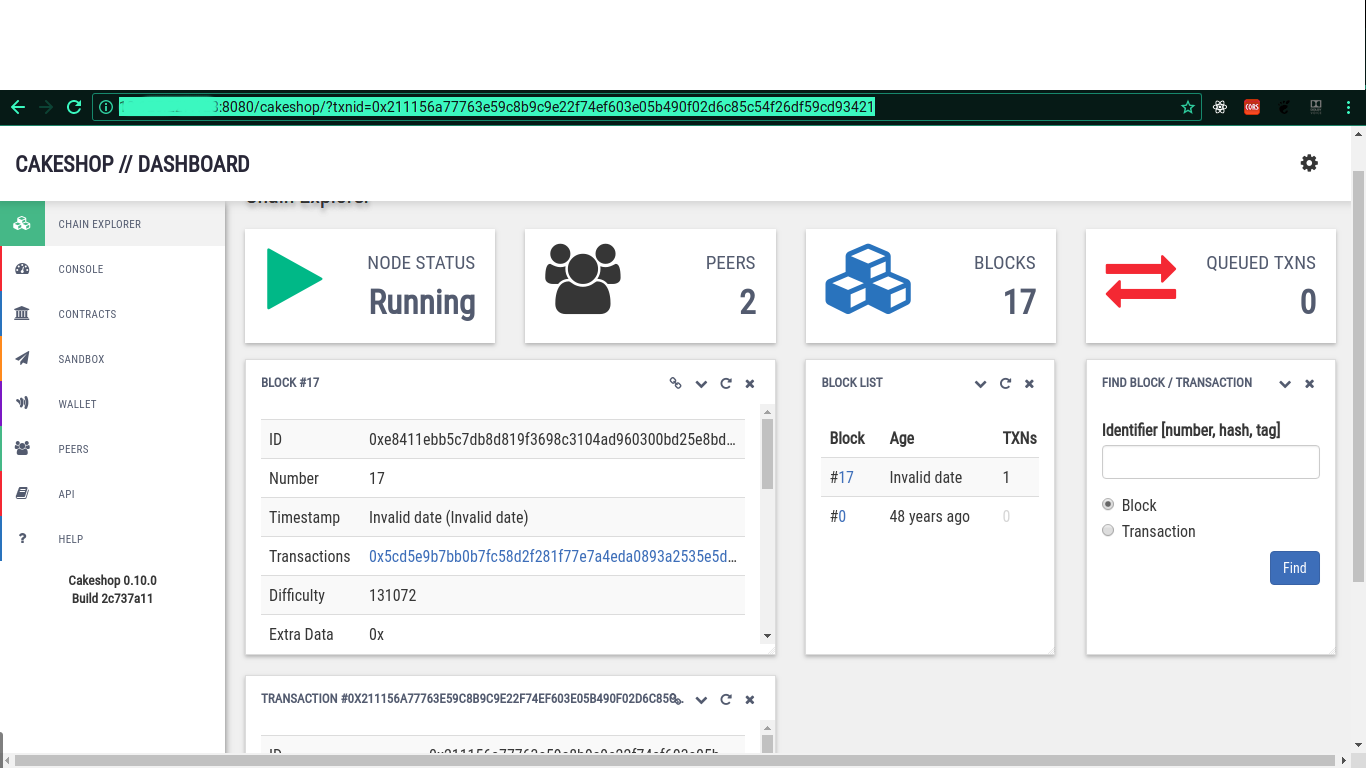 :8080/cakeshop/?txnid=0x211156a77763e59c8b9c9e22f74ef603e05b490f02d6c85c54f26df59cd93421
CORS
CAKESHOP // DASHBOARD
Chain Explorer
CHAIN EXPLORER
CONSOLE
CONTRACTS
SANDBOX
WALLET
PEERS
API
HELP
Cakeshop 0.10.0
Build 2c737a11
NODE STATUS
Running
PEERS
2
BLOCKS
17
QUEUED TXNS
0
BLOCK #17
ID 0xe8411ebb5c7db8d819f3698c3104ad960300bd25e8bd…
Number 17
Timestamp Invalid date (Invalid date)
Transactions 0x5cd5e9b7bb0b7fc58d2f281f77e7a4eda0893a2535e5d…
Difficulty 131072
Extra Data 0x
BLOCK LIST
Block Age TXNs
#17 Invalid date 1
#0 48 years ago 0
FIND BLOCK / TRANSACTION
Identifier [number, hash, tag]
Block
Transaction
Find
TRANSACTION #0X211156A77763E59C8B9C9E22F74EF603E05B490F02D6C85C…
ID 0x211156a77763e59c8b9c9e22f74ef603e05b